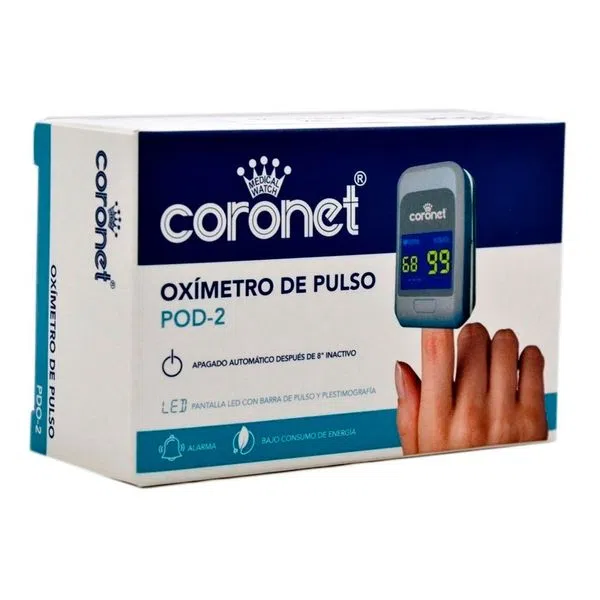 coronet®
OXÍMETRO DE PULSO
PDO-2
MEDICAL
WATCH
coronet®
OXÍMETRO DE PULSO
POD-2
APAGADO AUTOMÁTICO DESPUÉS DE 8" INACTIVO
LED PANTALLA LED CON BARRA DE PULSO Y PLESTIMOGRAFÍA
ALARMA
BAJO CONSUMO DE ENERGÍA
coronet
68 99